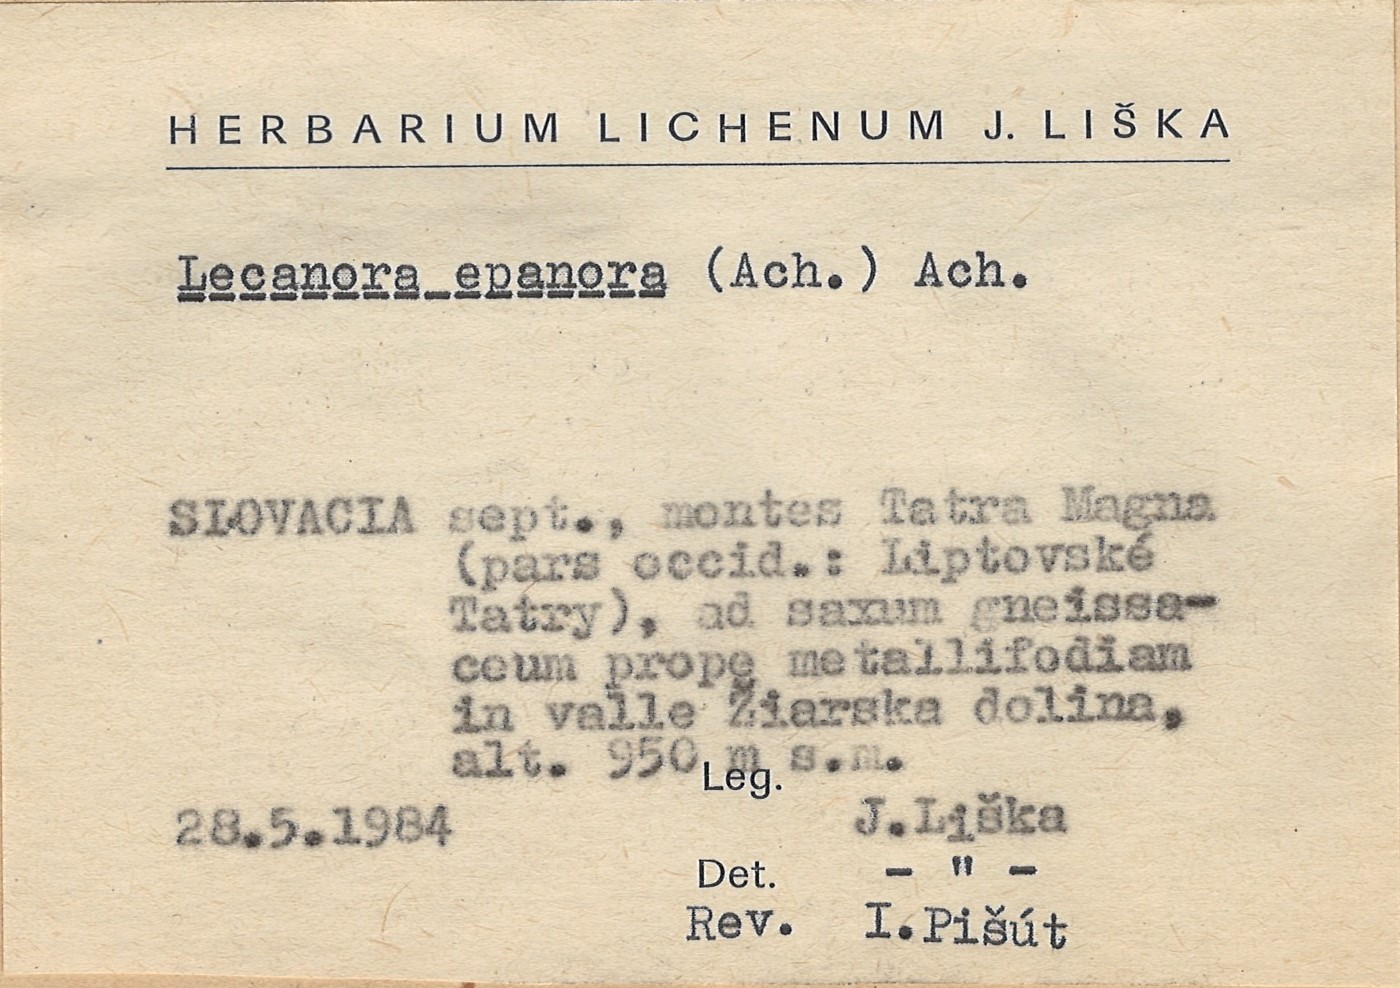 HERBARIUM LICHENUM J. LIŠKA
Lecanora epanora (Ach.) Ach.
SLOVACIA sept., montes Tatra Magna
(pars occid.: Liptovské
Tatry), ad saxum gneissa-
ceum prope metallifodiam
in valle Žiarska dolina,
alt. 950 m s.m.
Leg.
28.5.1984 J.Liška
Det. - " -
Rev. I.Pišút